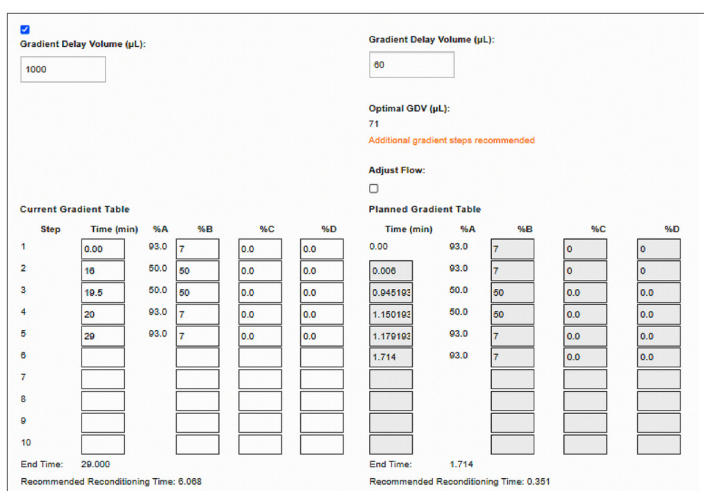 Gradient Delay Volume (µL):
1000
Gradient Delay Volume (µL):
60
Optimal GDV (µL):
71
Additional gradient steps recommended
Adjust Flow:
Current Gradient Table
Step Time (min) %A %B %C %D
1 0.00 93.0 7 0.0 0.0
2 16 50.0 50 0.0 0.0
3 19.5 50.0 50 0.0 0.0
4 20 93.0 7 0.0 0.0
5 29 93.0 7 0.0 0.0
6
7
8
9
10
End Time: 29.000
Recommended Reconditioning Time: 6.068
Planned Gradient Table
Time (min) %A %B %C %D
0.00 93.0 7 0 0
0.006 93.0 7 0 0
0.945193 50.0 50 0.0 0.0
1.150193 50.0 50 0.0 0.0
1.179193 93.0 7 0.0 0.0
1.714 93.0 7 0.0 0.0
End Time: 1.714
Recommended Reconditioning Time: 0.351